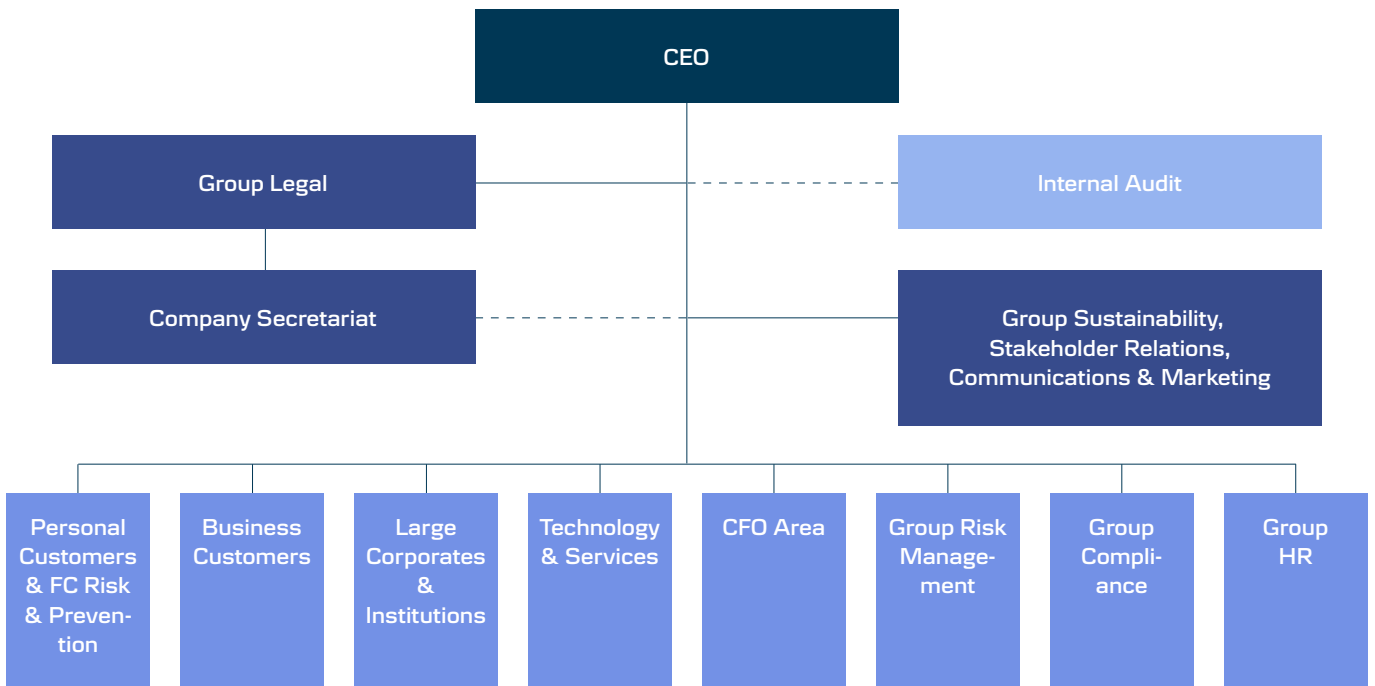 CEO
Group Legal
Internal Audit
Company Secretariat
Group Sustainability,
Stakeholder Relations,
Communications & Marketing
Personal
Customers
& FC Risk
& Preven-
tion
Business
Customers
Large
Corporates
&
Institutions
Technology
& Services
CFO Area
Group Risk
Manage-
ment
Group
Compli-
ance
Group
HR